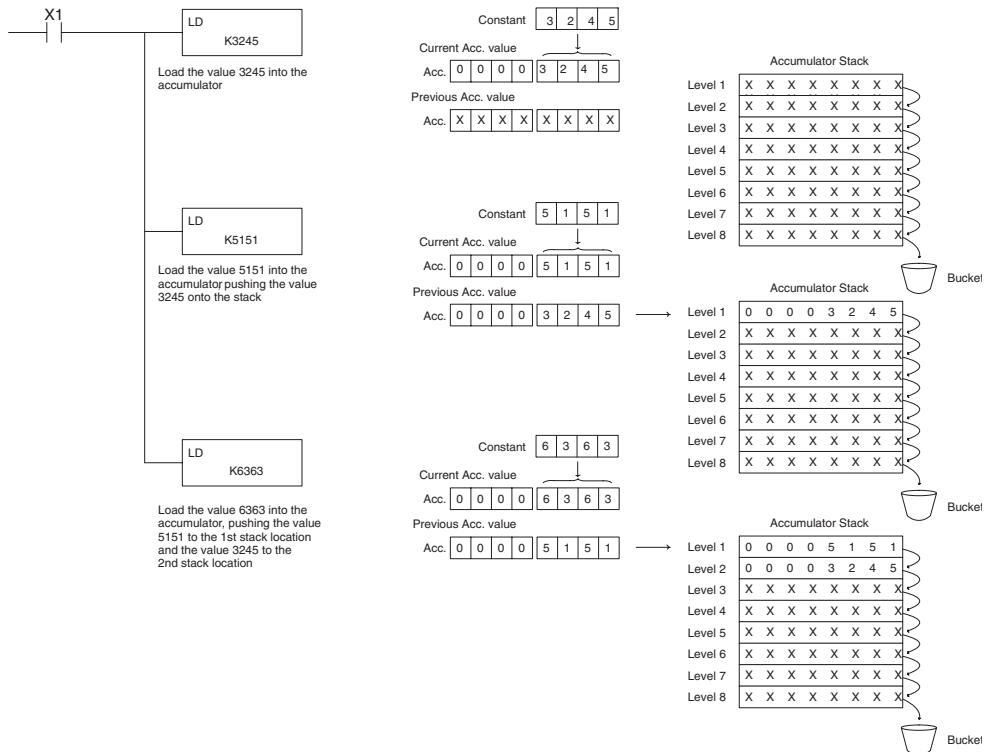 X1
LD
K3245
Load the value 3245 into the
accumulator
Constant 3 2 4 5
Current Acc. value
Acc. 0 0 0 0 3 2 4 5
Previous Acc. value
Acc. X X X X X X X X
Accumulator Stack
Level 1 X X X X X X X X
Level 2 X X X X X X X X
Level 3 X X X X X X X X
Level 4 X X X X X X X X
Level 5 X X X X X X X X
Level 6 X X X X X X X X
Level 7 X X X X X X X X
Level 8 X X X X X X X X
Bucket
LD
K5151
Load the value 5151 into the
accumulator, pushing the value
3245 onto the stack
Constant 5 1 5 1
Current Acc. value
Acc. 0 0 0 0 5 1 5 1
Previous Acc. value
Acc. 0 0 0 0 3 2 4 5
Accumulator Stack
Level 1 0 0 0 0 3 2 4 5
Level 2 X X X X X X X X
Level 3 X X X X X X X X
Level 4 X X X X X X X X
Level 5 X X X X X X X X
Level 6 X X X X X X X X
Level 7 X X X X X X X X
Level 8 X X X X X X X X
Bucket
LD
K6363
Load the value 6363 into the
accumulator, pushing the value
5151 to the 1st stack location
and the value 3245 to the
2nd stack location
Constant 6 3 6 3
Current Acc. value
Acc. 0 0 0 0 6 3 6 3
Previous Acc. value
Acc. 0 0 0 0 5 1 5 1
Accumulator Stack
Level 1 0 0 0 0 5 1 5 1
Level 2 0 0 0 0 3 2 4 5
Level 3 X X X X X X X X
Level 4 X X X X X X X X
Level 5 X X X X X X X X
Level 6 X X X X X X X X
Level 7 X X X X X X X X
Level 8 X X X X X X X X
Bucket